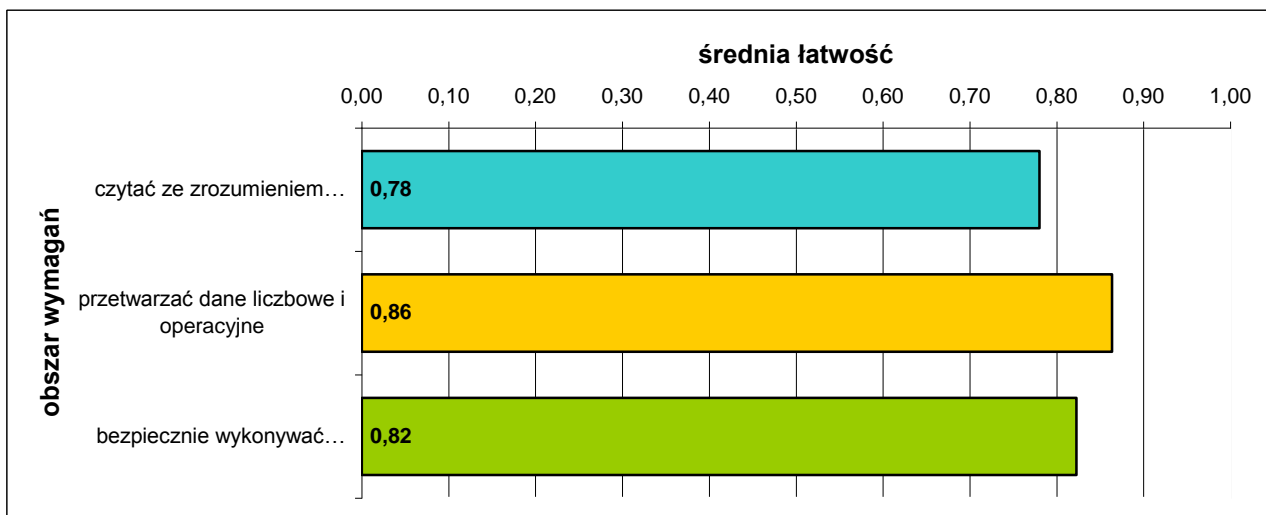 średnia łatwość
0,00 0,10 0,20 0,30 0,40 0,50 0,60 0,70 0,80 0,90 1,00
obszar wymagań
czytać ze zrozumieniem…
0,78
przetwarzać dane liczbowe i
operacyjne
0,86
bezpiecznie wykonywać…
0,82